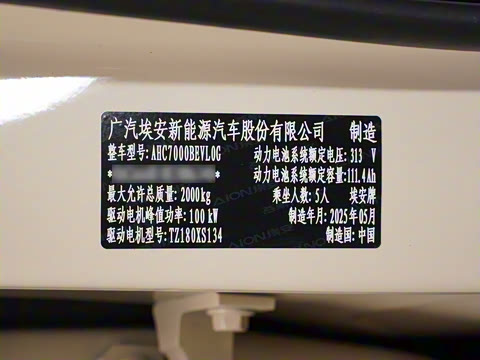 广汽埃安新能源汽车股份有限公司 制造
整车型号: AHC7000BEVL0G 动力电池系统额定电压: 313 V
* * 动力电池系统额定容量: 111.4Ah
最大允许总质量: 2000kg 乘坐人数: 5人 埃安牌
驱动电机峰值功率: 100 kW 制造年月: 2025年05月
驱动电机型号: TZ180XS134 制造国: 中国